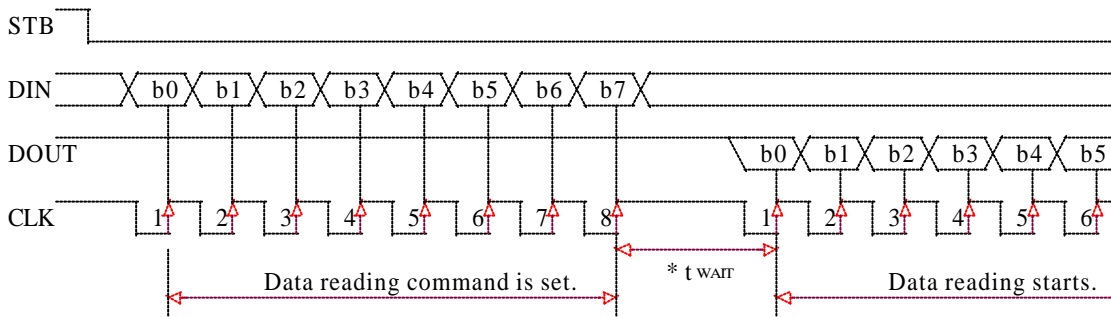 STB
DIN b0 b1 b2 b3 b4 b5 b6 b7
DOUT b0 b1 b2 b3 b4 b5
CLK 1 2 3 4 5 6 7 8 1 2 3 4 5 6
* t WAIT
Data reading command is set. Data reading starts.